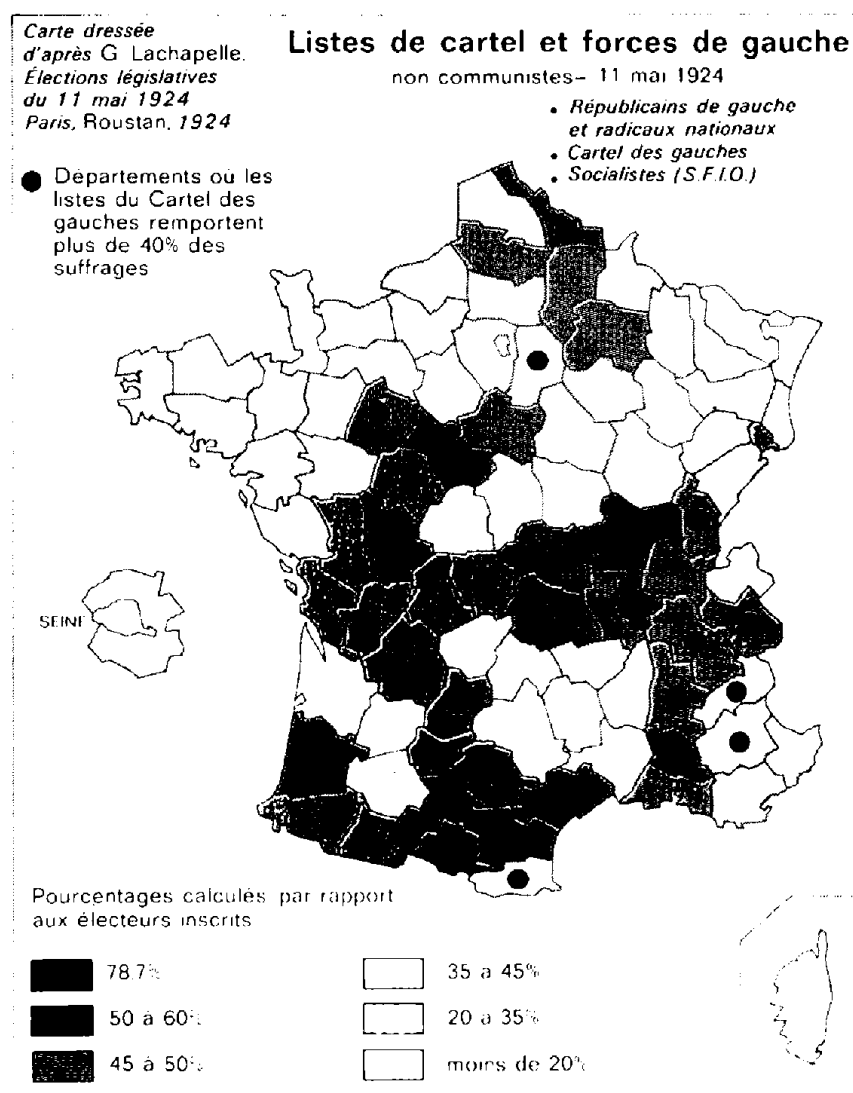 Carte dressée
d'après G Lachapelle.
Élections législatives
du 11 mai 1924
Paris, Roustan, 1924
Listes de cartel et forces de gauche
non communistes– 11 mai 1924
• Républicains de gauche
et radicaux nationaux
• Cartel des gauches
• Socialistes (S.F.I.O.)
Départements où les
listes du Cartel des
gauches remportent
plus de 40% des
suffrages
SEINE
Pourcentages calculés par rapport
aux électeurs inscrits
78,7%
50 à 60%
45 à 50%
35 à 45%
20 à 35%
moins de 20%